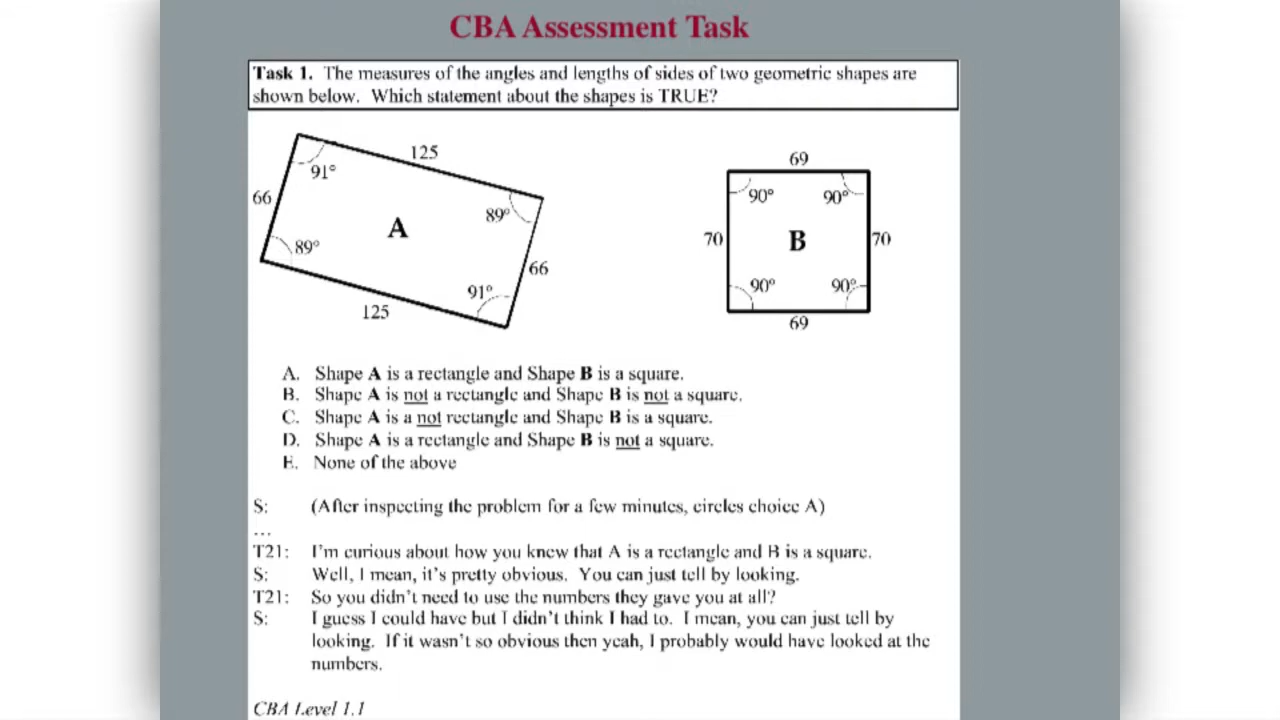 CBA Assessment Task
Task 1. The measures of the angles and lengths of sides of two geometric shapes are
shown below. Which statement about the shapes is TRUE?
125
91°
66
89°
A
89°
66
91°
125
69
90° 90°
70 B 70
90° 90°
69
A. Shape A is a rectangle and Shape B is a square.
B. Shape A is not a rectangle and Shape B is not a square.
C. Shape A is a not rectangle and Shape B is a square.
D. Shape A is a rectangle and Shape B is not a square.
E. None of the above
S: (After inspecting the problem for a few minutes, circles choice A)
...
T21: I'm curious about how you knew that A is a rectangle and B is a square.
S: Well, I mean, it's pretty obvious. You can just tell by looking.
T21: So you didn't need to use the numbers they gave you at all?
S: I guess I could have but I didn't think I had to. I mean, you can just tell by
looking. If it wasn't so obvious then yeah, I probably would have looked at the
numbers.
CBA Level 1.1